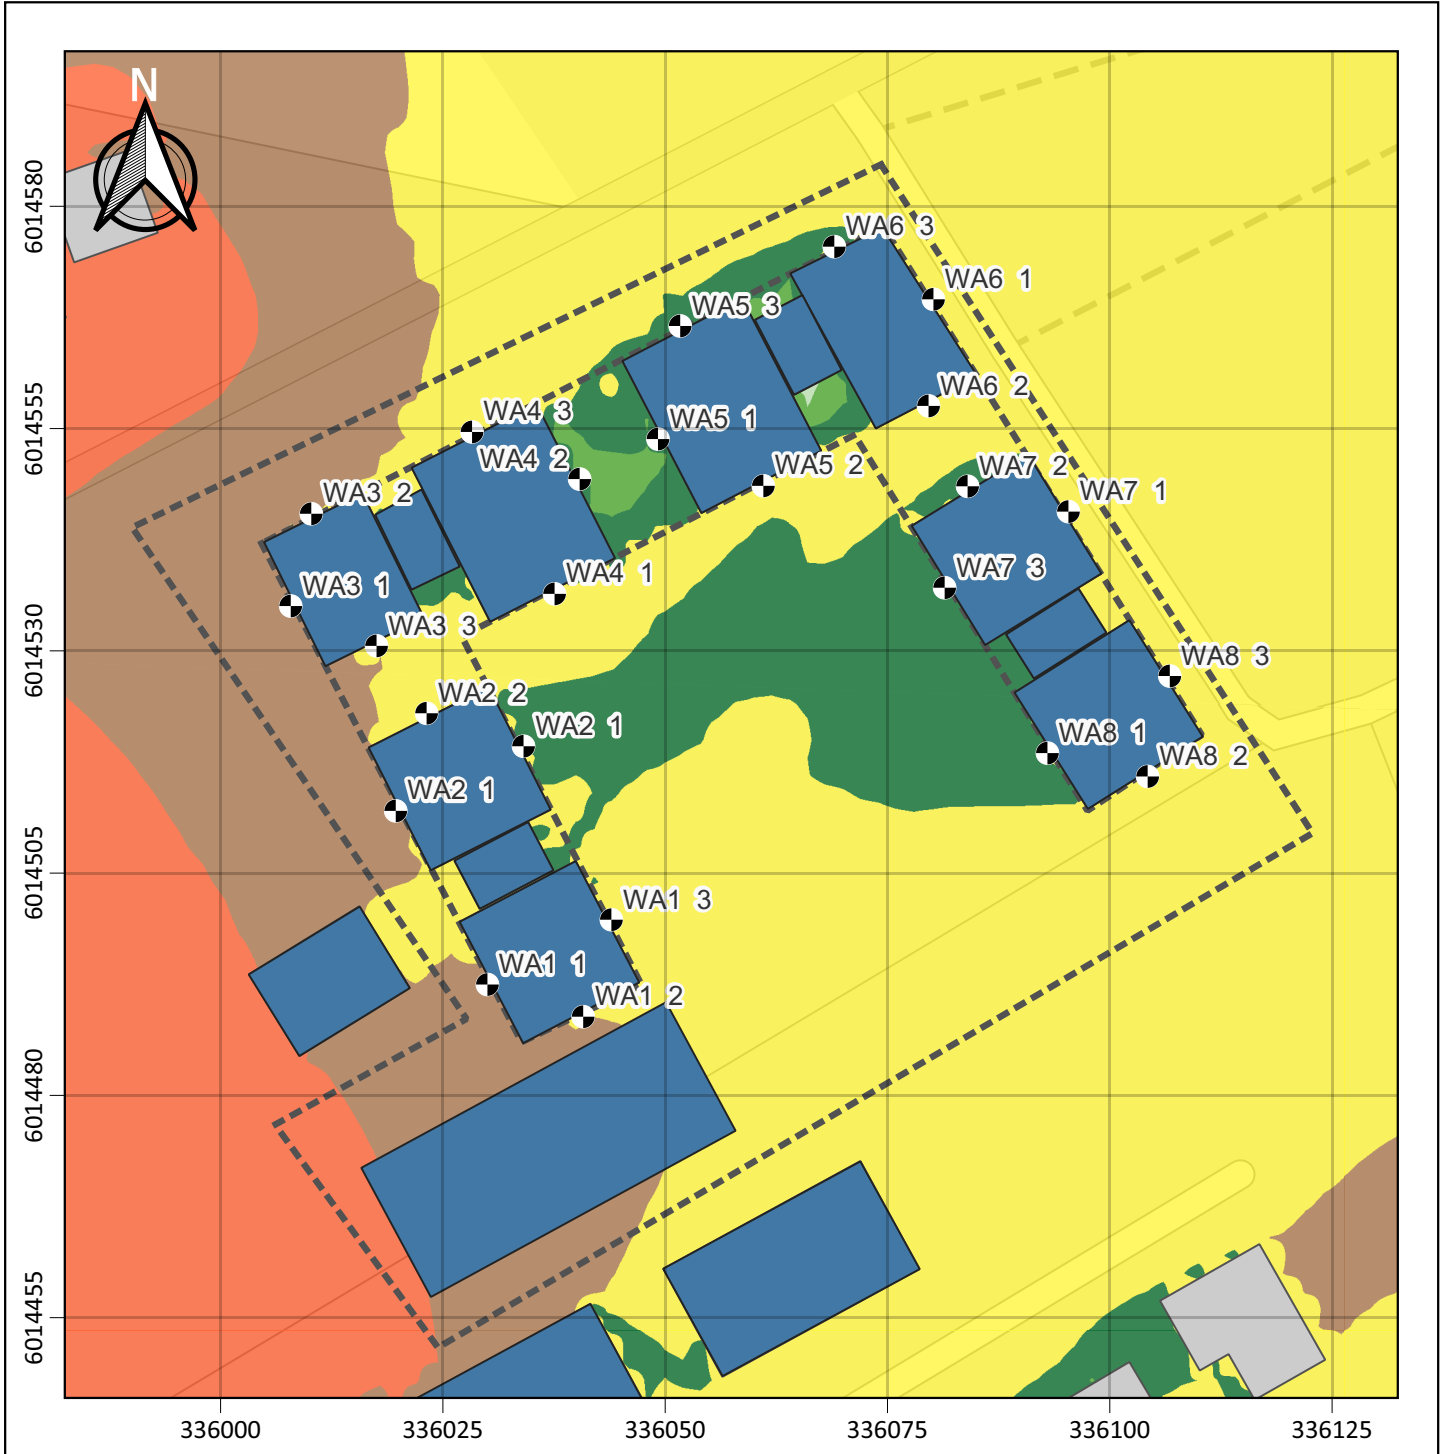 N
6014580
WA6 3
WA6 1
WA5 3
WA6 2
6014555
WA4 3
WA5 1
WA4 2
WA5 2
WA7 2
WA3 2
WA7 1
WA4 1
WA7 3
WA3 1
WA3 3
6014530
WA8 3
WA2 2
WA2 1
WA8 1
WA8 2
WA2 1
6014505
WA1 3
WA1 1
WA1 2
6014480
6014455
336000 336025 336050 336075 336100 336125